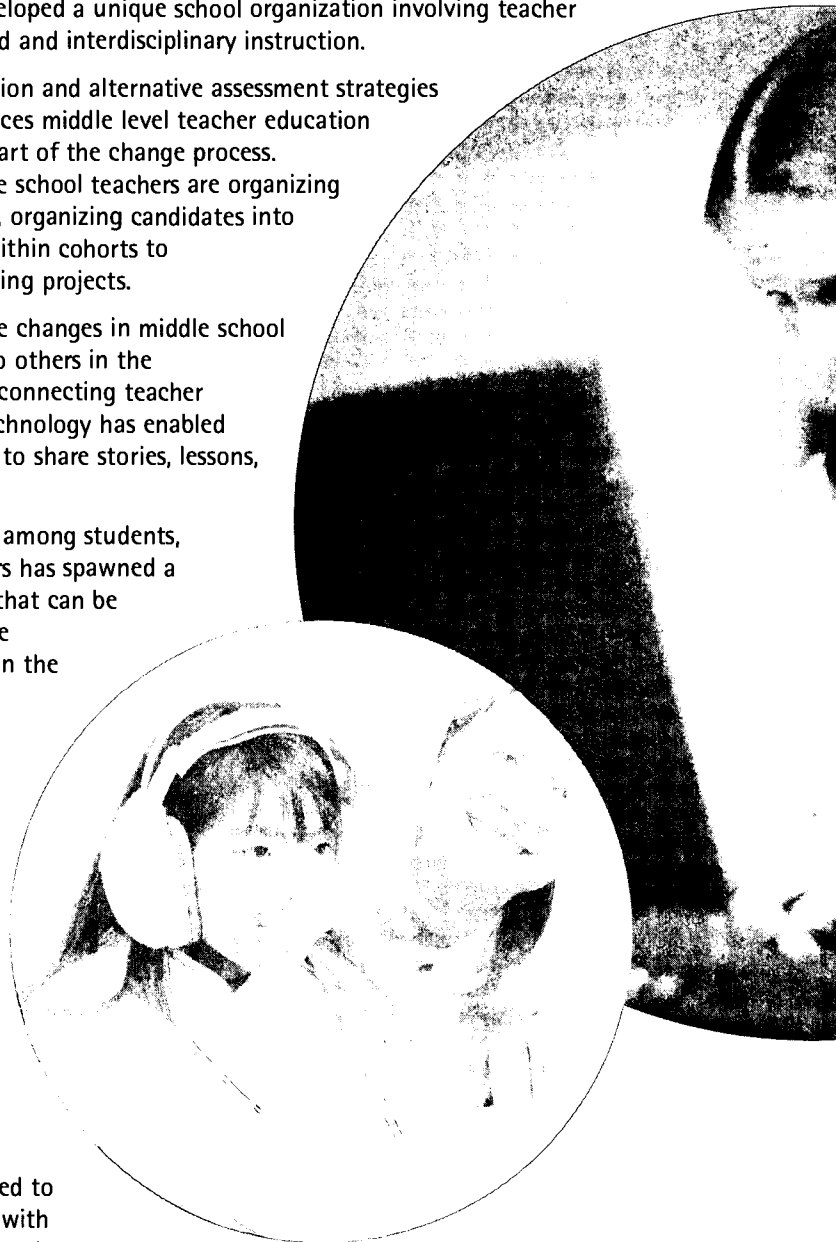 eloped a unique school organization involving teacher
d and interdisciplinary instruction.
ion and alternative assessment strategies
ces middle level teacher education
art of the change process.
e school teachers are organizing
, organizing candidates into
ithin cohorts to
ing projects.
e changes in middle school
o others in the
connecting teacher
chnology has enabled
to share stories, lessons,
among students,
rs has spawned a
that can be
e
n the
ed to
with